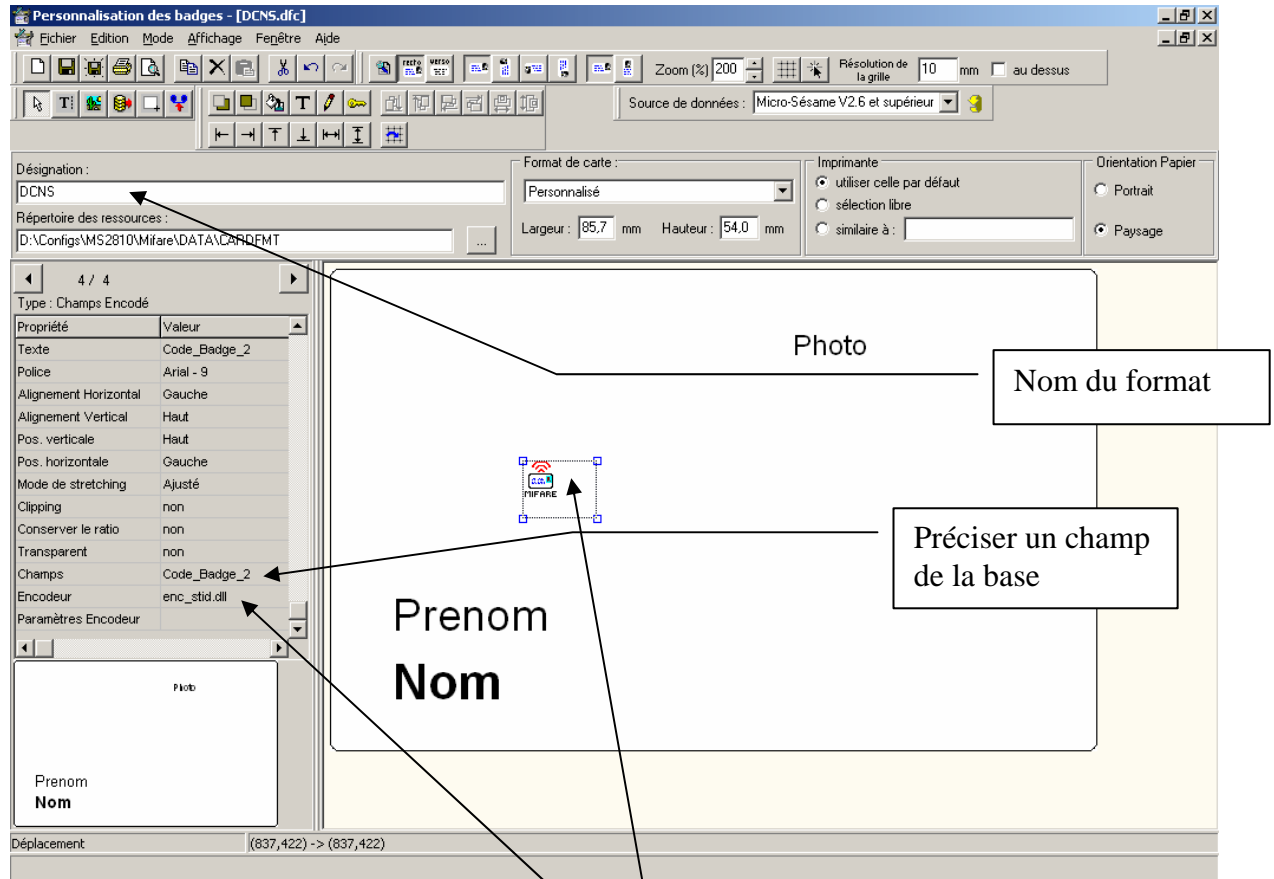 Personnalisation des badges - [DCNS.dfc]
Fichier Edition Mode Affichage Fenêtre Aide
recto verso Zoom (%) 200 Résolution de la grille 10 mm au dessus
Source de données : Micro-Sésame V2.6 et supérieur
Désignation :
DCNS
Répertoire des ressources :
D:\Configs\MS2810\Mifare\DATA\CARDFMT ...
Format de carte :
Personnalisé
Largeur : 85,7 mm Hauteur : 54,0 mm
Imprimante
utiliser celle par défaut
sélection libre
similaire à :
Orientation Papier
Portrait
Paysage
4 / 4
Type : Champs Encodé
Propriété Valeur
Texte Code_Badge_2
Police Arial - 9
Alignement Horizontal Gauche
Alignement Vertical Haut
Pos. verticale Haut
Pos. horizontale Gauche
Mode de stretching Ajusté
Clipping non
Conserver le ratio non
Transparent non
Champs Code_Badge_2
Encodeur enc_stid.dll
Paramètres Encodeur
Photo
Nom du format
MIFARE
Préciser un champ
de la base
Prenom
Nom
Photo
Prenom
Nom
Déplacement (837,422) -> (837,422)